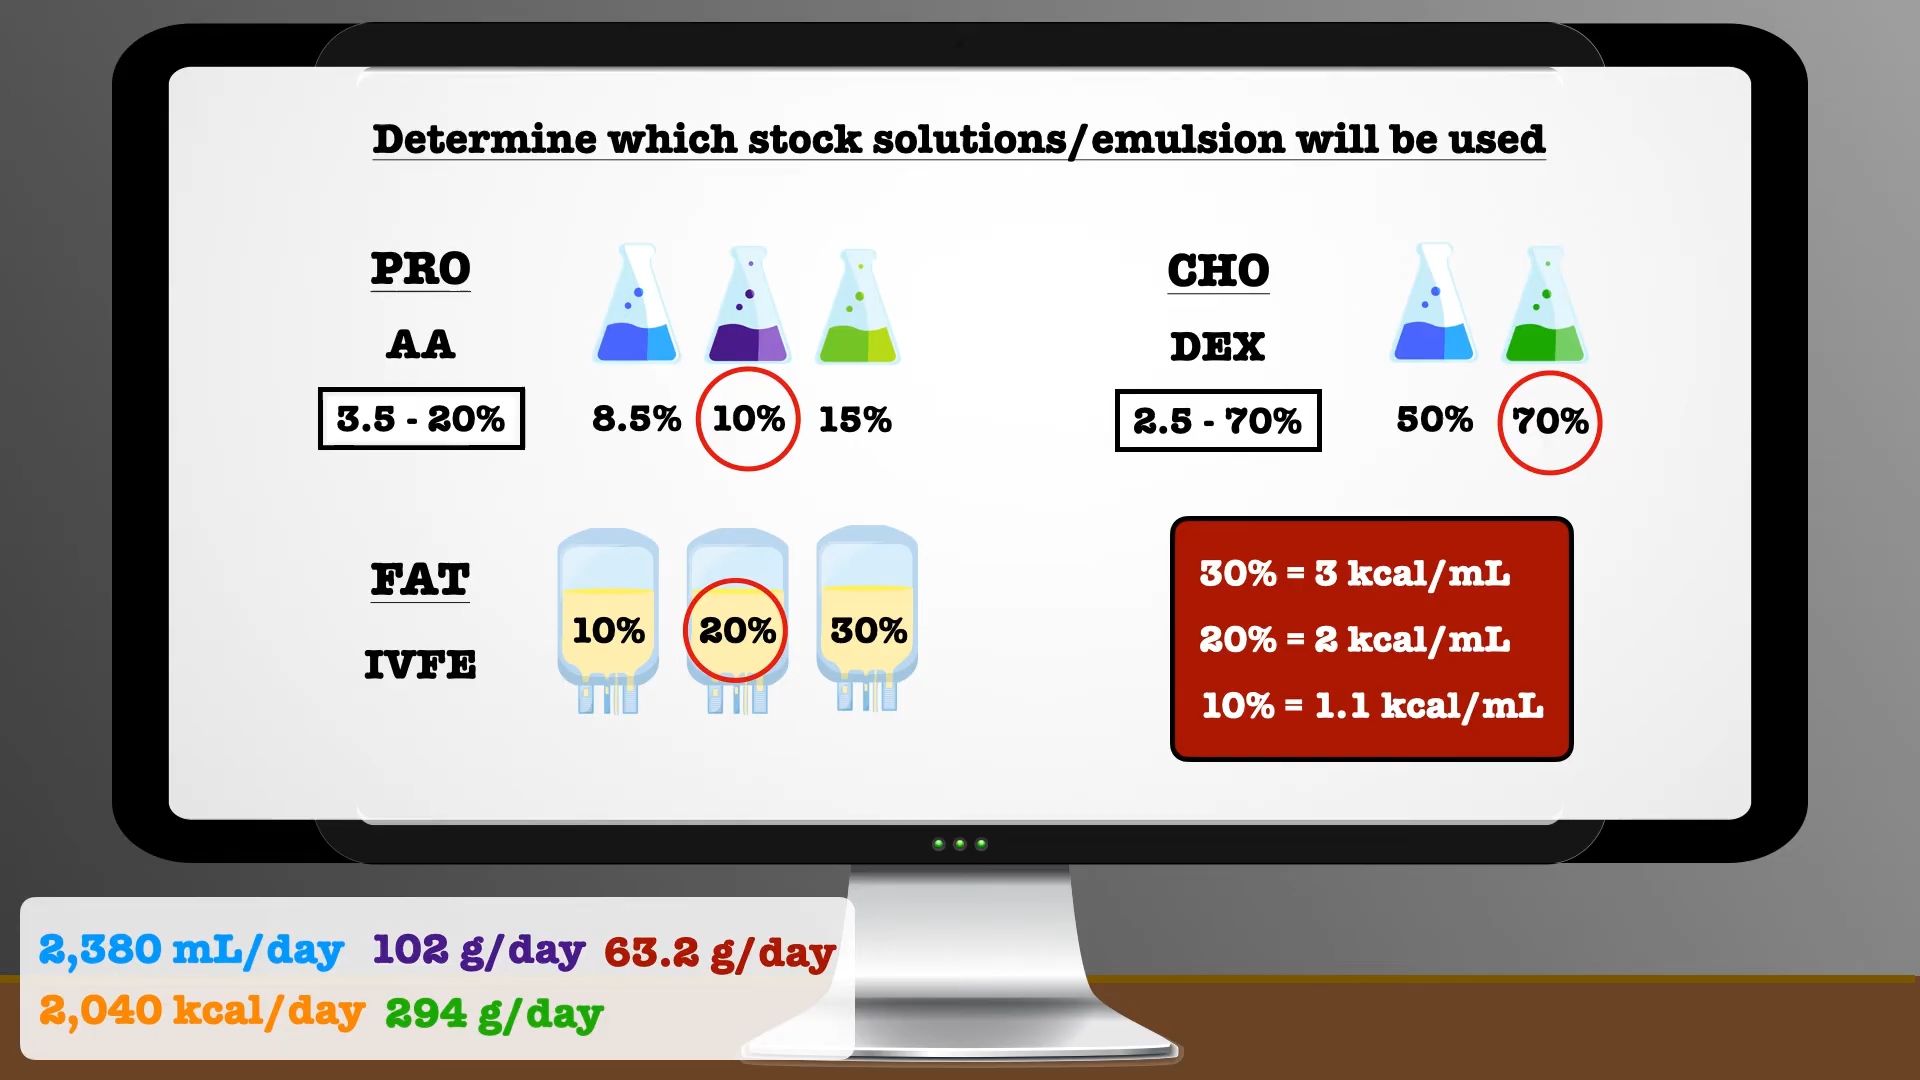 Determine which stock solutions/emulsion will be used
PRO
AA
3.5 - 20%
8.5% 10% 15%
CHO
DEX
2.5 - 70%
50% 70%
FAT
IVFE
10% 20% 30%
30% = 3 kcal/mL
20% = 2 kcal/mL
10% = 1.1 kcal/mL
2,380 mL/day 102 g/day 63.2 g/day
2,040 kcal/day 294 g/day